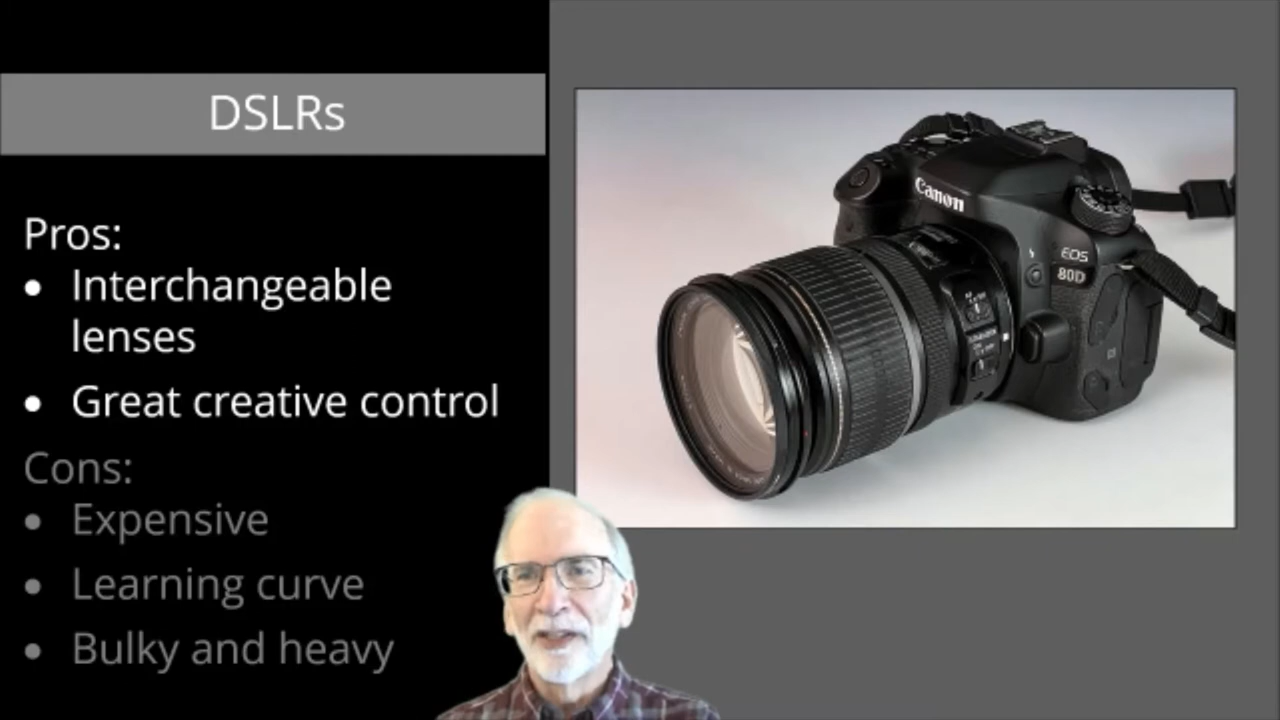 DSLRs
Pros:
• Interchangeable
lenses
• Great creative control
Cons:
• Expensive
• Learning curve
• Bulky and heavy
Canon
EOS
80D